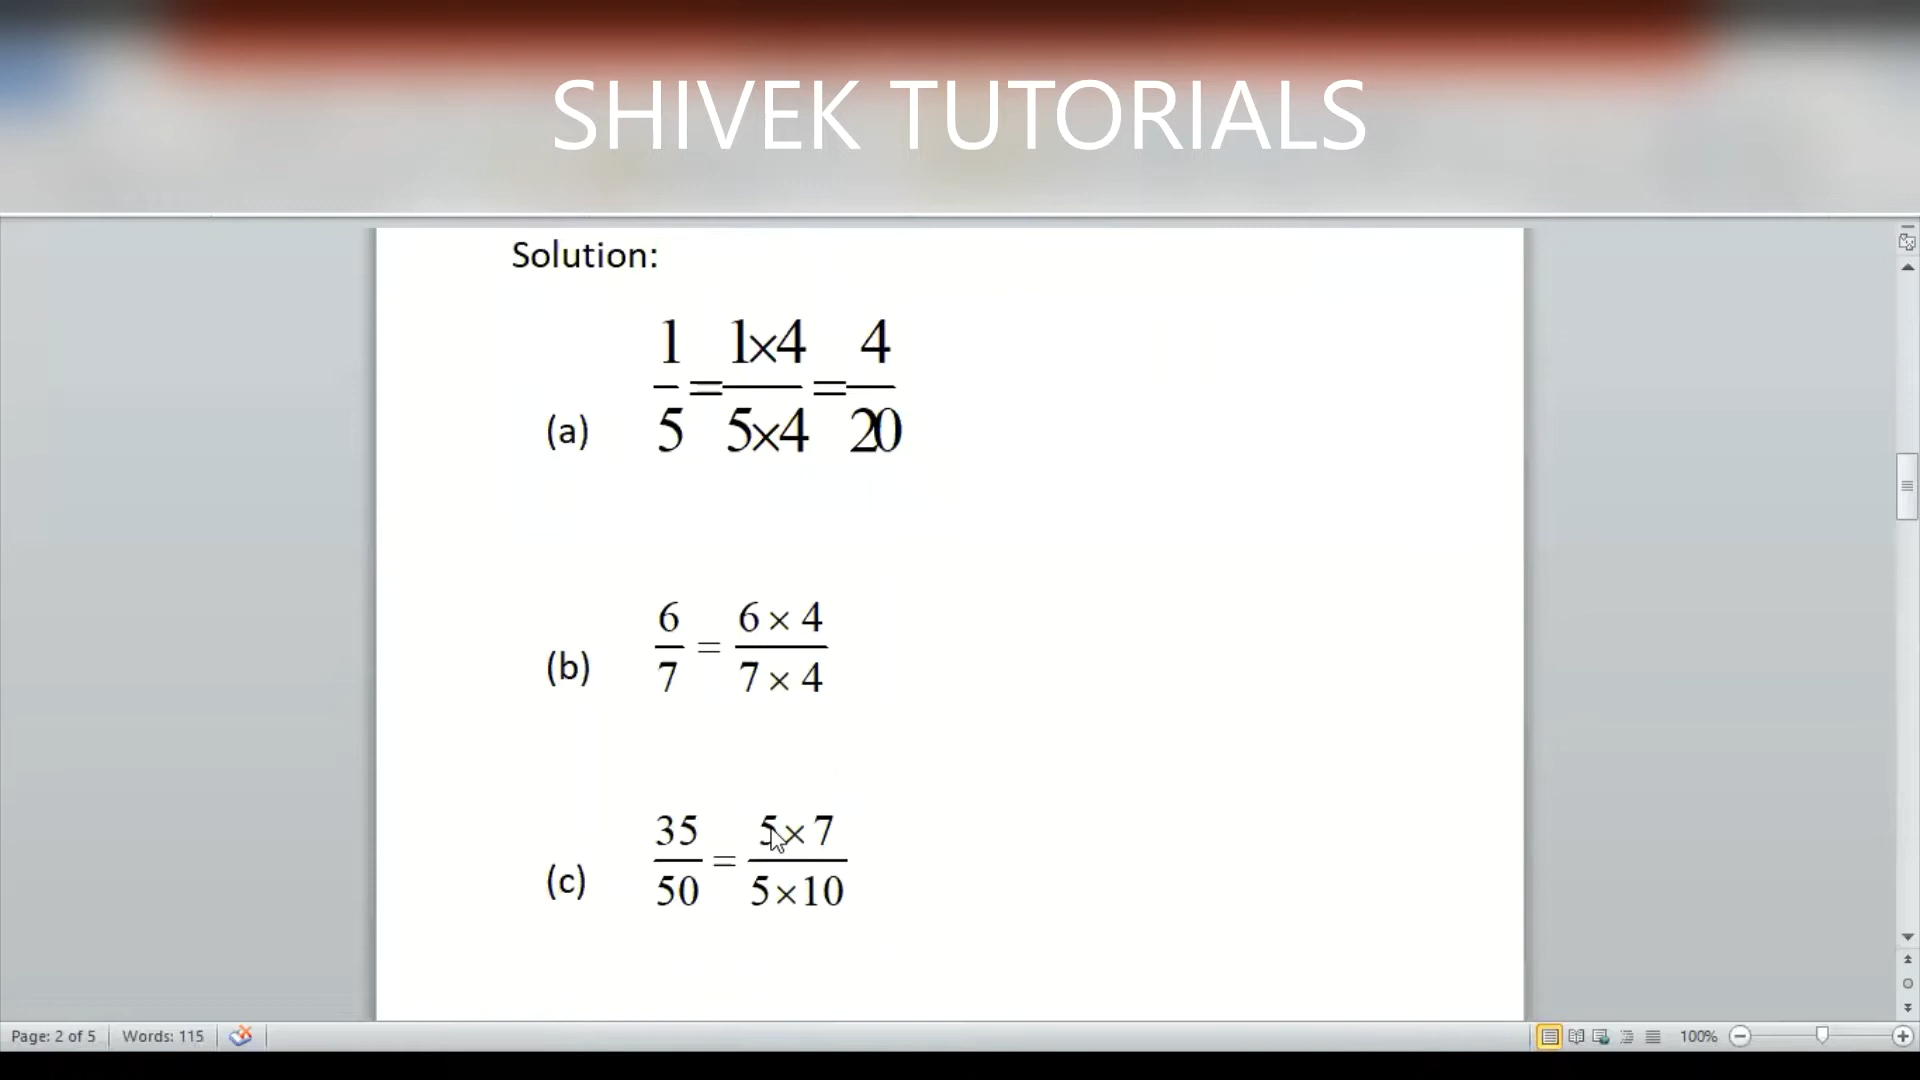 SHIVEK TUTORIALS
Solution:
(a) 1/5 = 1×4/5×4 = 4/20
(b) 6/7 = 6 × 4/7 × 4
(c) 35/50 = 5 × 7/5 × 10
Page: 2 of 5 Words: 115 100%